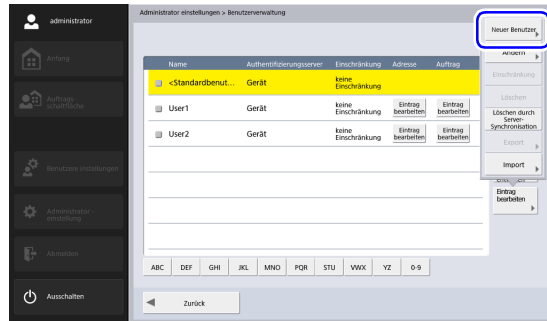 administrator
Administrator einstellungen > Benutzerverwaltung
Neuer Benutzer
Anfang
Auftrags-
schaltfläche
Benutzere einstellungen
Administrator -
einstellung
Abmelden
Ausschalten
Name Authentifizierungsserver Einschränkung Adresse Auftrag
<Standardbenut... Gerät keine
Einschränkung
User1 Gerät keine
Einschränkung Eintrag
bearbeiten Eintrag
bearbeiten
User2 Gerät keine
Einschränkung Eintrag
bearbeiten Eintrag
bearbeiten
Ändern
Einschränkung
Löschen
Löschen durch
Server-
Synchronisation
Export
Import
Eintrag
bearbeiten
ABC DEF GHI JKL MNO PQR STU VWX YZ 0-9
Zurück